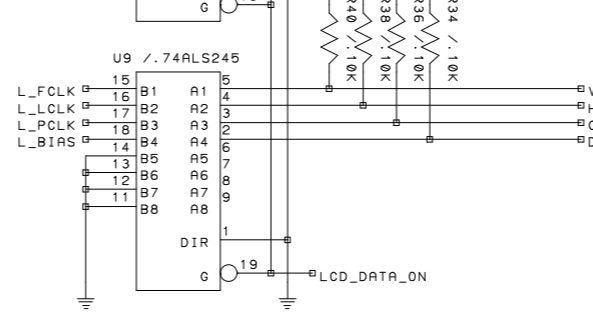 G
R40 /.10K
R38 /.10K
R36 /.10K
R34 /.10K
U9 /.74ALS245
L_FCLK 15 B1 A1 5
L_LCLK 16 B2 A2 4
L_PCLK 17 B3 A3 3
L_BIAS 18 B4 A4 2
14 B5 A5 6
13 B6 A6 7
12 B7 A7 8
11 B8 A8 9
DIR 1
G 19 LCD_DATA_ON